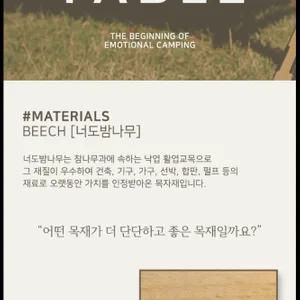 TABLE
THE BEGINNING OF
EMOTIONAL CAMPING
#MATERIALS
BEECH [너도밤나무]
너도밤나무는 참나무과에 속하는 낙엽 활엽교목으로
그 재질이 우수하여 건축, 기구, 가구, 선박, 합판, 펄프 등의
재료로 오랫동안 가치를 인정받아온 목자재입니다.
“어떤 목재가 더 단단하고 좋은 목재일까요?”